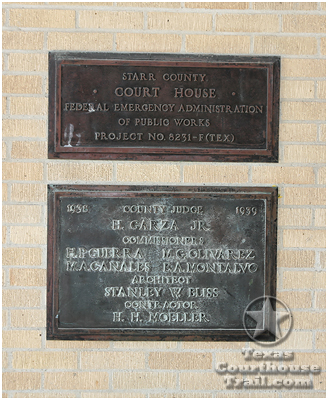 STARR COUNTY
COURT HOUSE
FEDERAL EMERGENCY ADMINISTRATION
OF PUBLIC WORKS
PROJECT NO. 8231-F(TEX)
1938 COUNTY JUDGE 1939
H. GARZA JR.
COMMISSIONERS
H.P. GUERRA M.G. OLIVAREZ
M.A. CANALES B.A. MONTALVO
ARCHITECT
STANLEY W. BLISS
CONTRACTOR
H. H. MOELLER
Texas
Courthouse
Trail.com